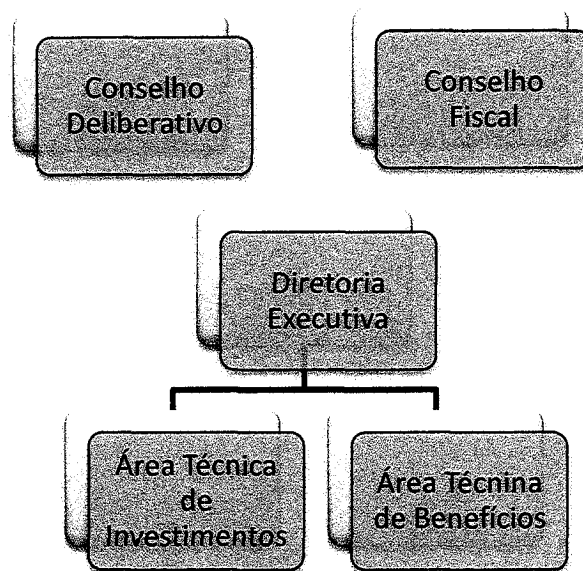 Conselho
Deliberativo
Conselho
Fiscal
Diretoria
Executiva
Área Técnica
de
Investimentos
Área Técnina
de Benefícios